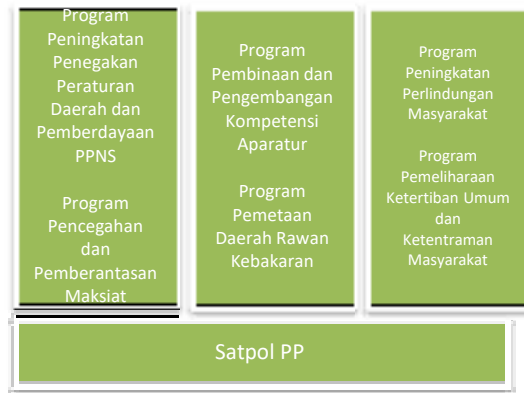 Program
Peningkatan
Penegakan
Peraturan
Daerah dan
Pemberdayaan
PPNS
Program
Pencegahan
dan
Pemberantasan
Maksiat
Program
Pembinaan dan
Pengembangan
Kompetensi
Aparatur
Program
Pemetaan
Daerah Rawan
Kebakaran
Program
Peningkatan
Perlindungan
Masyarakat
Program
Pemeliharaan
Ketertiban Umum
dan
Ketentraman
Masyarakat
Satpol PP